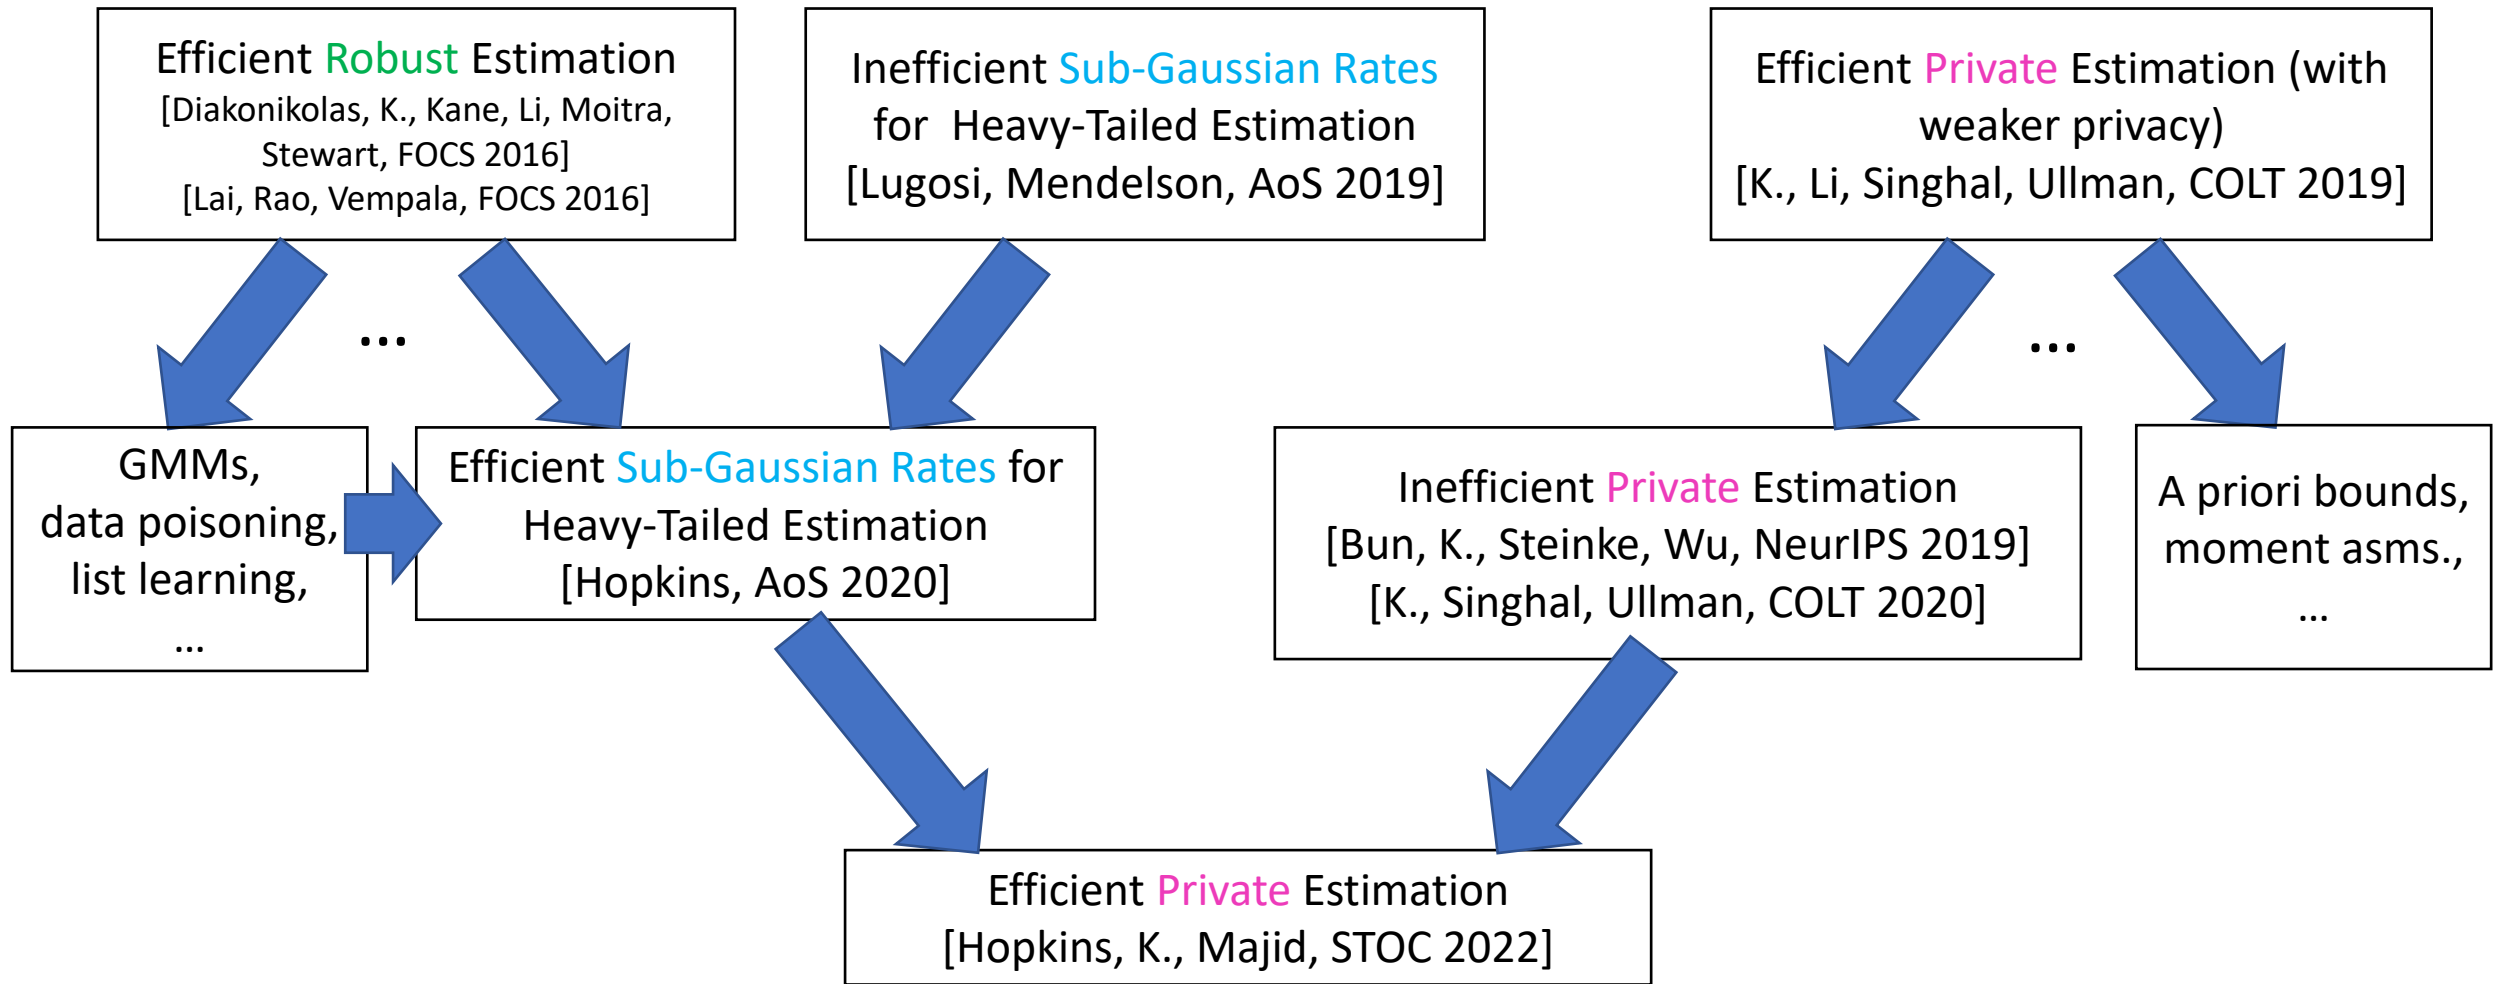 Efficient Robust Estimation
[Diakonikolas, K., Kane, Li, Moitra,
Stewart, FOCS 2016]
[Lai, Rao, Vempala, FOCS 2016]
Inefficient Sub-Gaussian Rates
for Heavy-Tailed Estimation
[Lugosi, Mendelson, AoS 2019]
Efficient Private Estimation (with
weaker privacy)
[K., Li, Singhal, Ullman, COLT 2019]
...
...
GMMs,
data poisoning,
list learning,
...
Efficient Sub-Gaussian Rates for
Heavy-Tailed Estimation
[Hopkins, AoS 2020]
Inefficient Private Estimation
[Bun, K., Steinke, Wu, NeurIPS 2019]
[K., Singhal, Ullman, COLT 2020]
A priori bounds,
moment asms.,
...
Efficient Private Estimation
[Hopkins, K., Majid, STOC 2022]